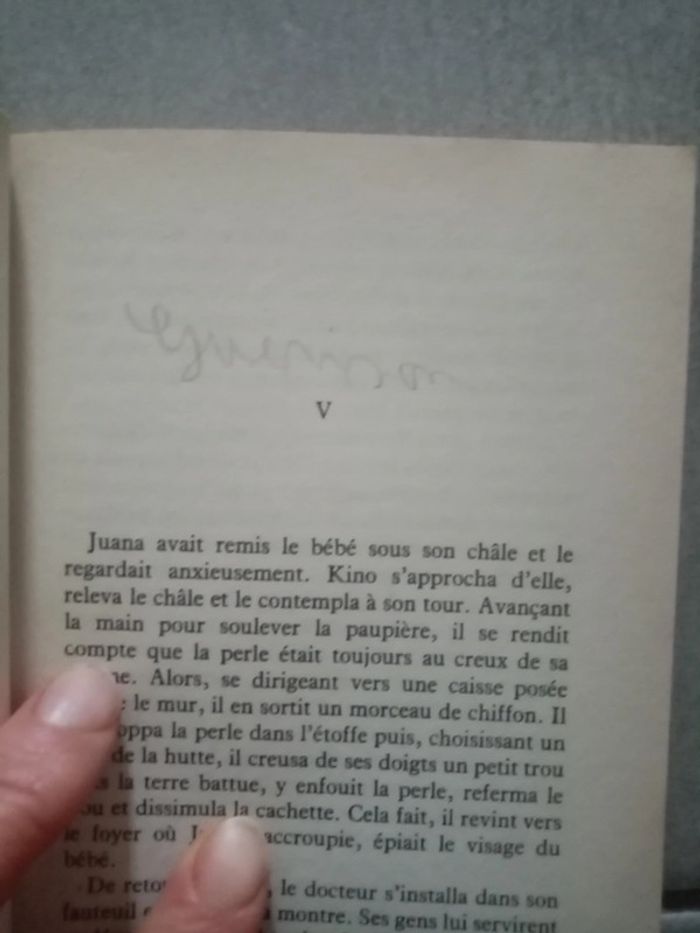 V
Juana avait remis le bébé sous son châle et le
regardait anxieusement. Kino s'approcha d'elle,
releva le châle et le contempla à son tour. Avançant
la main pour soulever la paupière, il se rendit
compte que la perle était toujours au creux de sa
Alors, se dirigeant vers une caisse posée
le mur, il en sortit un morceau de chiffon. Il
la perle dans l'étoffe puis, choisissant un
de la hutte, il creusa de ses doigts un petit trou
la terre battue, y enfouit la perle, referma le
et dissimula la cachette. Cela fait, il revint vers
le foyer où accroupie, épiait le visage du
bébé.
De le docteur s'installa dans son
fauteuil montre. Ses gens lui servirent